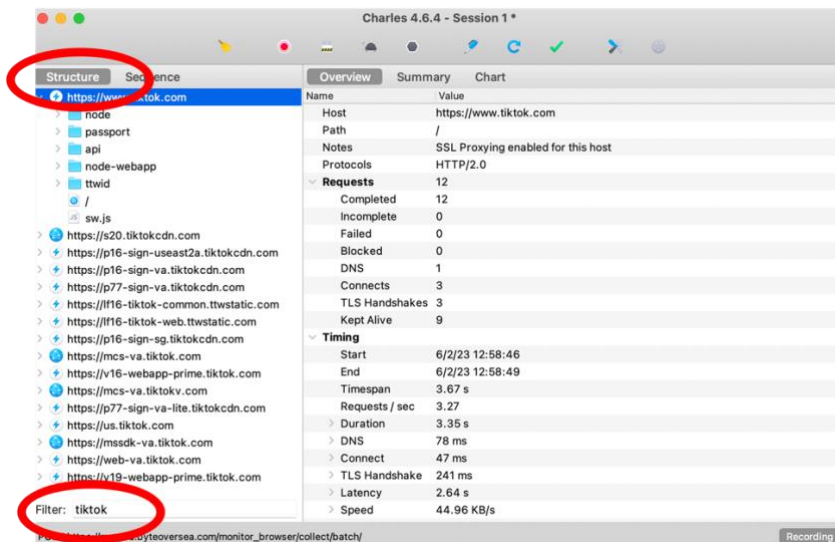 Charles 4.6.4 - Session 1 *
Structure
Sequence
https://www.tiktok.com
node
passport
api
node-webapp
ttwid
/
sw.js
https://s20.tiktokcdn.com
https://p16-sign-useast2a.tiktokcdn.com
https://p16-sign-va.tiktokcdn.com
https://p77-sign-va.tiktokcdn.com
https://lf16-tiktok-common.ttwstatic.com
https://lf16-tiktok-web.ttwstatic.com
https://p16-sign-sg.tiktokcdn.com
https://mcs-va.tiktok.com
https://v16-webapp-prime.tiktok.com
https://mcs-va.tiktokv.com
https://p77-sign-va-lite.tiktokcdn.com
https://us.tiktok.com
https://mssdk-va.tiktok.com
https://web-va.tiktok.com
https://v19-webapp-prime.tiktok.com
Filter: tiktok
Overview Summary Chart
Name Value
Host https://www.tiktok.com
Path /
Notes SSL Proxying enabled for this host
Protocols HTTP/2.0
Requests 12
Completed 12
Incomplete 0
Failed 0
Blocked 0
DNS 1
Connects 3
TLS Handshakes 3
Kept Alive 9
Timing
Start 6/2/23 12:58:46
End 6/2/23 12:58:49
Timespan 3.67 s
Requests / sec 3.27
Duration 3.35 s
DNS 78 ms
Connect 47 ms
TLS Handshake 241 ms
Latency 2.64 s
Speed 44.96 KB/s
byteoversea.com/monitor_browser/collect/batch/
Recording